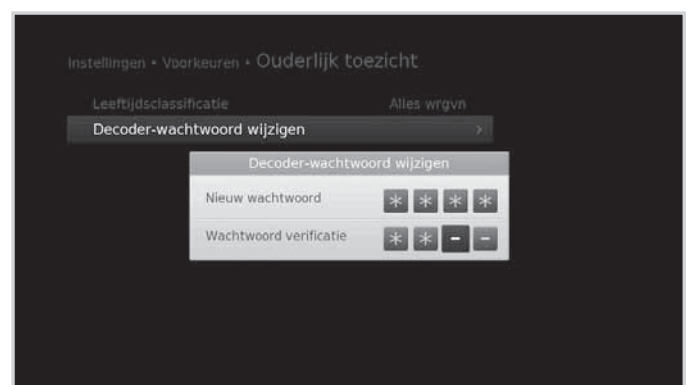 Instellingen • Voorkeuren • Ouderlijk toezicht
Leeftijdsclassificatie Alles wrgvn
Decoder-wachtwoord wijzigen >
Decoder-wachtwoord wijzigen
Nieuw wachtwoord * * * *
Wachtwoord verificatie * * - -